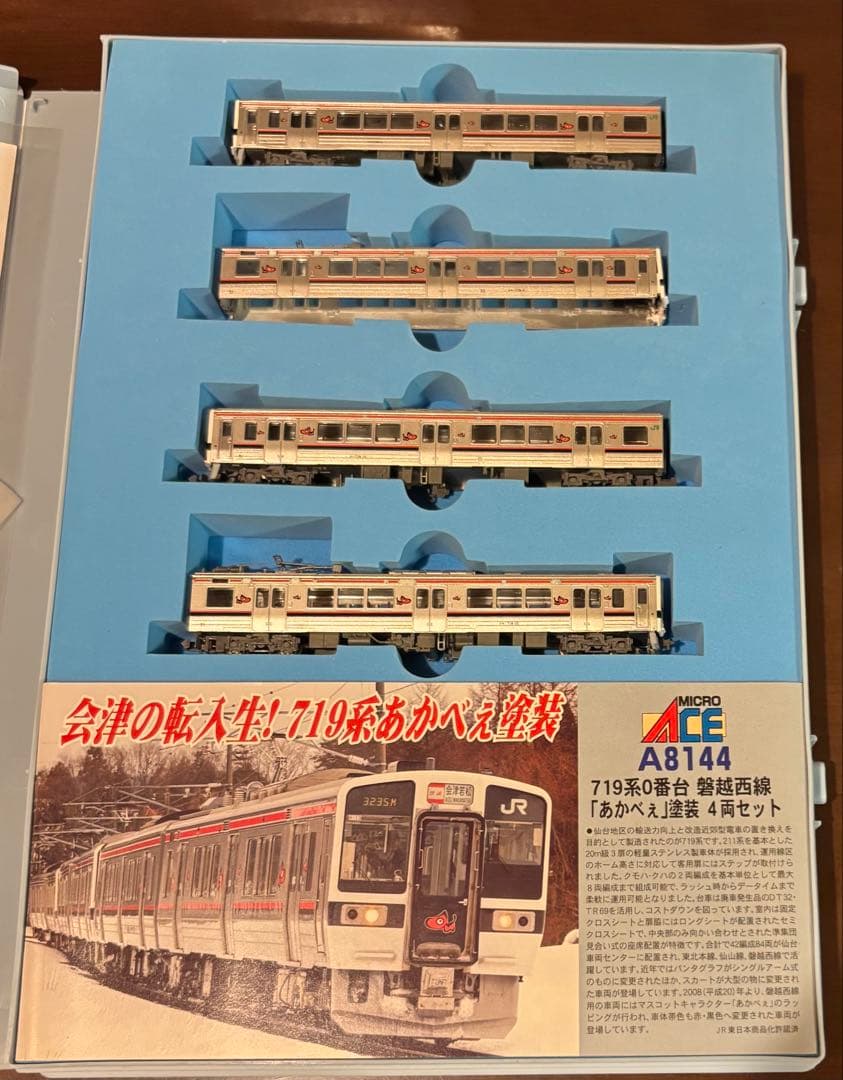 会津の転入生!719系あかべぇ塗装
MICRO
ACE
A8144
719系0番台 磐越西線
「あかべぇ」塗装 4両セット
●仙台地区の輸送力向上と改造近郊型電車の置き換えを
目的として製造されたのが719系です。211系を基本とした
20m級3扉の軽量ステンレス製車体が採用され、運用線区
のホーム高さに対応して客用扉にはステップが取付けら
れました。クモハ-クハの2両編成を基本単位として最大
8両編成まで組成可能で、ラッシュ時からデータイムまで
柔軟に運用可能となりました。台車は廃車発生品のDT32・
TR69を活用し、コストダウンを図っています。室内は固定
クロスシートと扉脇にはロングシートが配置されたセミ
クロスシートで、中央部のみ向かい合わせとされた準集団
見合い式の座席配置が特徴です。合計で42編成84両が仙台
車両センターに配置され、東北本線、仙山線、磐越西線で活
躍しています。近年ではパンタグラフがシングルアーム式
のものに変更されたほか、スカートが大型の物に変更され
た車両が登場しています。2008(平成20)年より、磐越西線
用の車両にはマスコットキャラクター「あかべぇ」のラッ
ピングが行われ、車体帯色も赤・黒色へ変更された車両が
登場しています。
JR東日本商品化許諾済
3235M
会津若松
JR